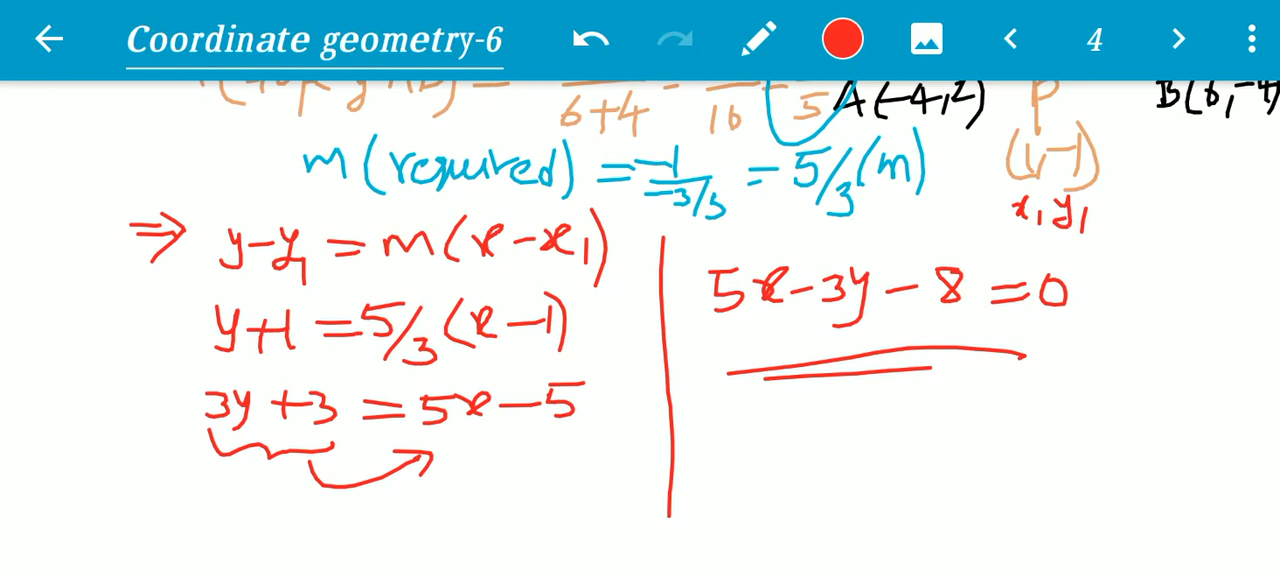 Coordinate geometry-6
4
6+4 10 5 A(-4,2) P B(6,-4)
m(required) = -1/(-3/5) = 5/3 (m) (1,-1)
x₁ y₁
⇒ y-y₁ = m(x-x₁)
y+1 = 5/3 (x-1)
3y+3 = 5x-5
5x-3y-8=0